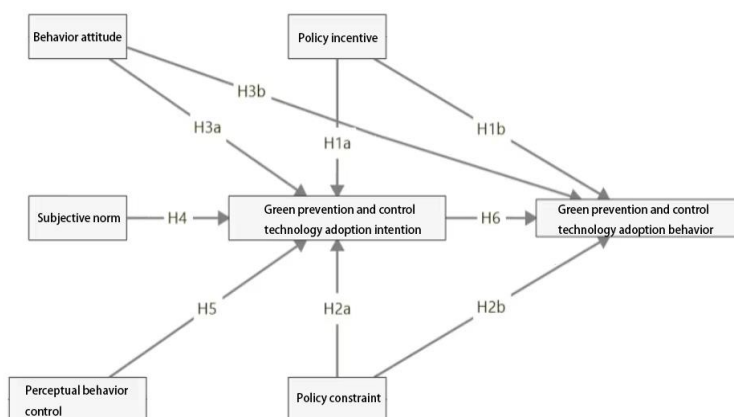 Behavior attitude
Policy incentive
H3b
H3a
H1a
H1b
Subjective norm
H4
Green prevention and control
technology adoption intention
H6
Green prevention and control
technology adoption behavior
H5
H2a
H2b
Perceptual behavior
control
Policy constraint